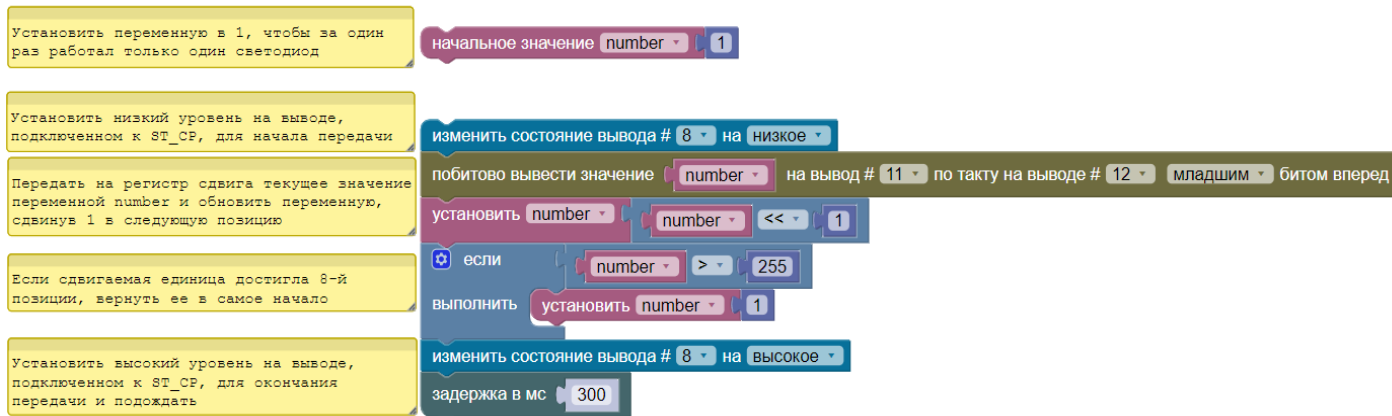 Установить переменную в 1, чтобы за один
раз работал только один светодиод
начальное значение number 1
Установить низкий уровень на выводе,
подключенном к ST_CP, для начала передачи
изменить состояние вывода # 8 на низкое
Передать на регистр сдвига текущее значение
переменной number и обновить переменную,
сдвинув 1 в следующую позицию
побитово вывести значение number на вывод # 11 по такту на выводе # 12 младшим битом вперед
установить number number << 1
Если сдвигаемая единица достигла 8-й
позиции, вернуть ее в самое начало
если number > 255
выполнить установить number 1
Установить высокий уровень на выводе,
подключенном к ST_CP, для окончания
передачи и подождать
изменить состояние вывода # 8 на высокое
задержка в мс 300